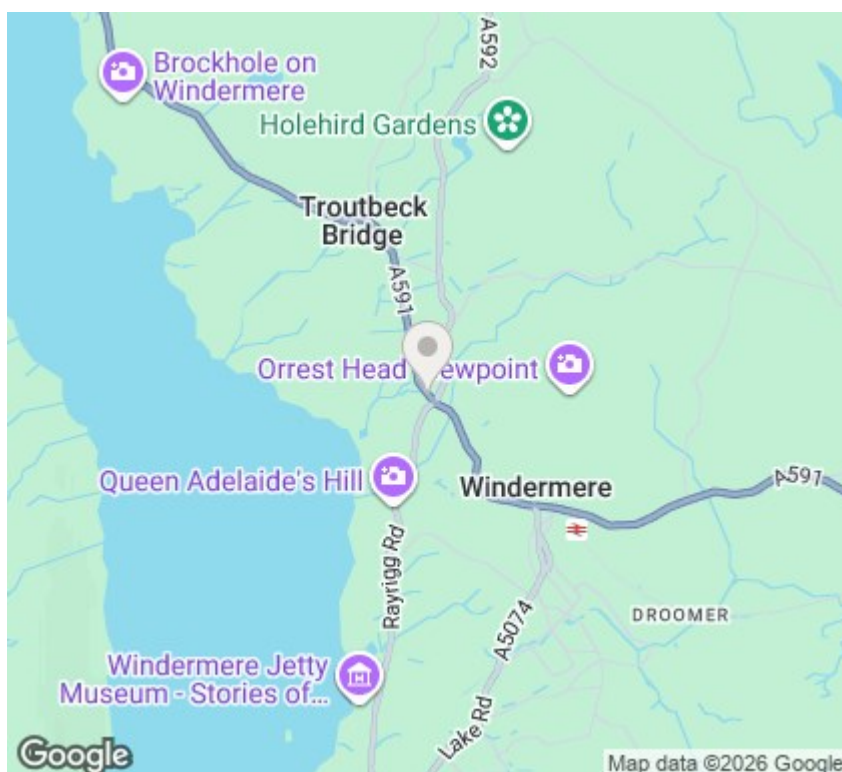 A592
Brockhole on
Windermere
Holehird Gardens
Troutbeck
Bridge
A591
Orrest Head
ewpoint
Queen Adelaide's Hill
Windermere
A591
Rayrigg Rd
A5074
DROOMER
Windermere Jetty
Museum - Stories of...
Lake Rd
Google
Map data ©2026 Google